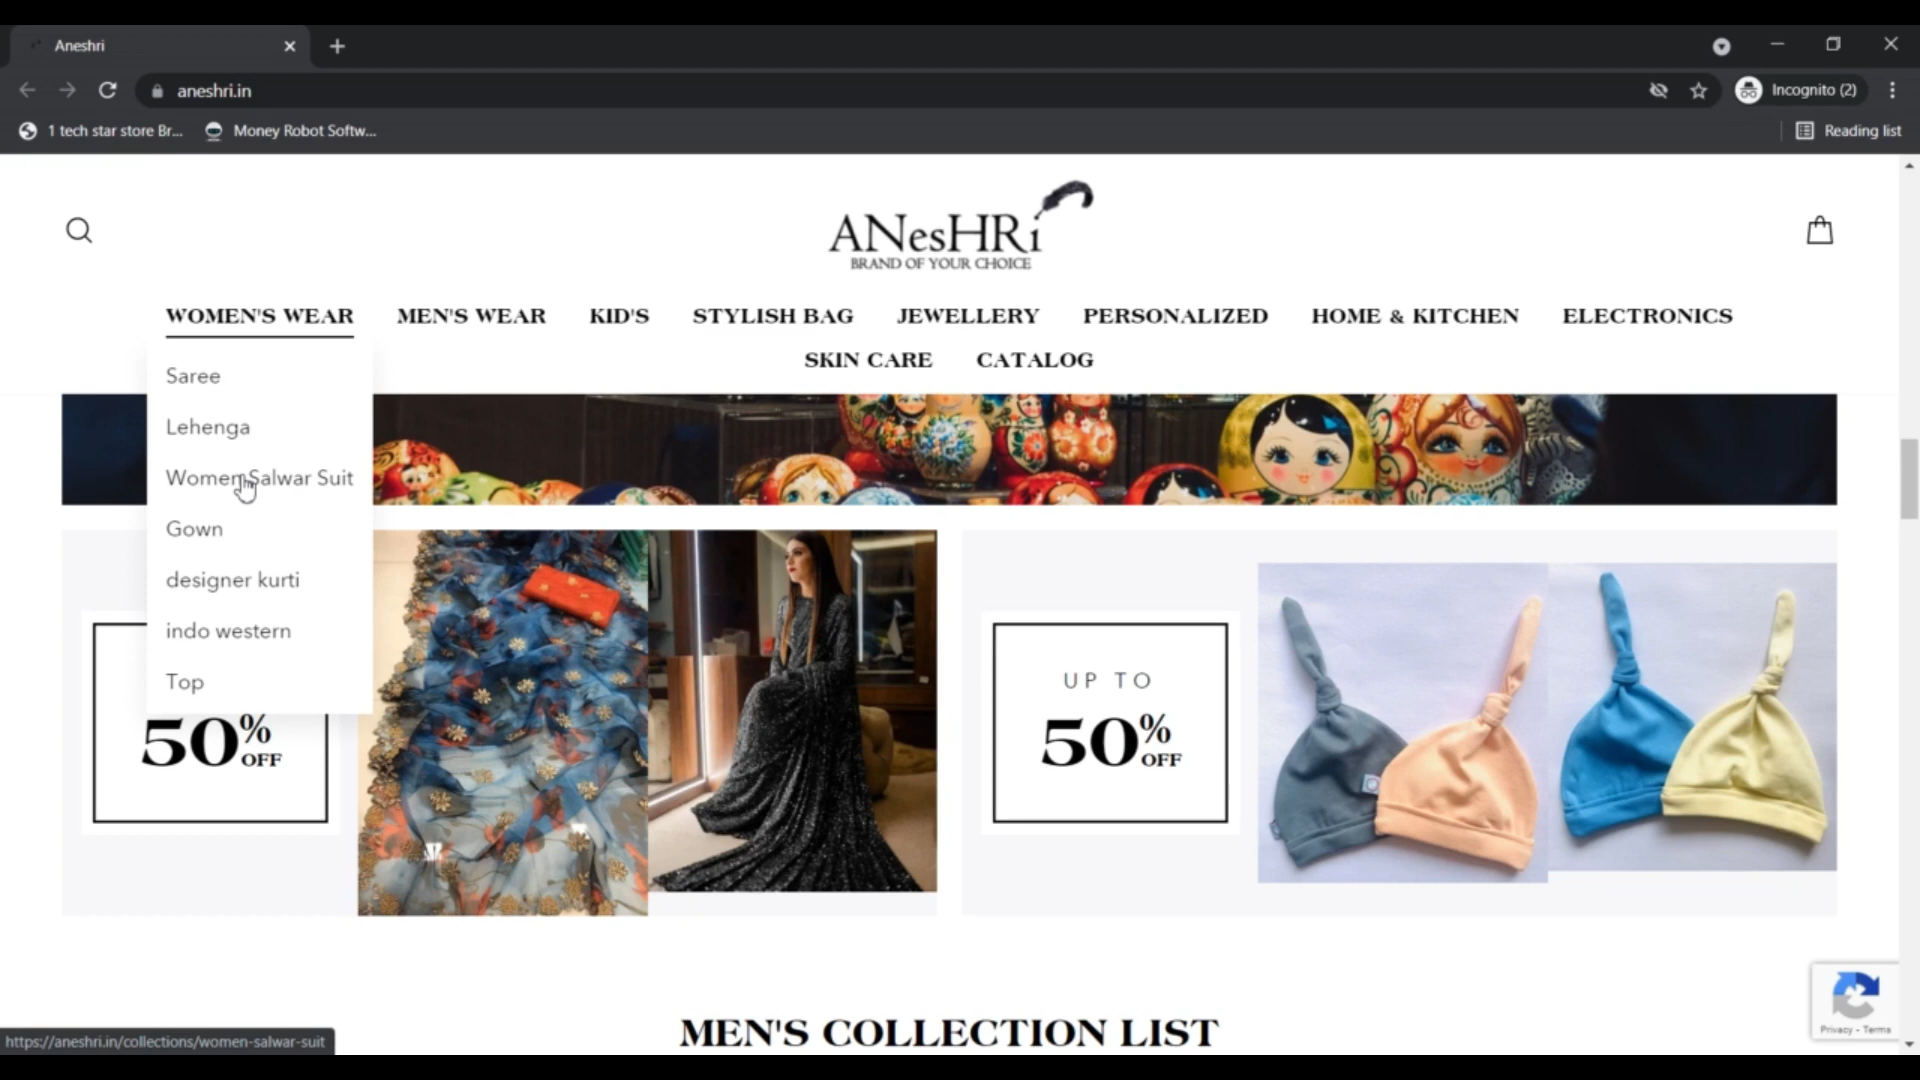 Aneshri
aneshri.in
Incognito (2)
1 tech star store Br...
Money Robot Softw...
Reading list
ANesHRi
BRAND OF YOUR CHOICE
WOMEN'S WEAR
MEN'S WEAR
KID'S
STYLISH BAG
JEWELLERY
PERSONALIZED
HOME & KITCHEN
ELECTRONICS
SKIN CARE
CATALOG
Saree
Lehenga
Women Salwar Suit
Gown
designer kurti
indo western
Top
50%
OFF
UP TO
50%
OFF
MEN'S COLLECTION LIST
Privacy - Terms
https://aneshri.in/collections/women-salwar-suit